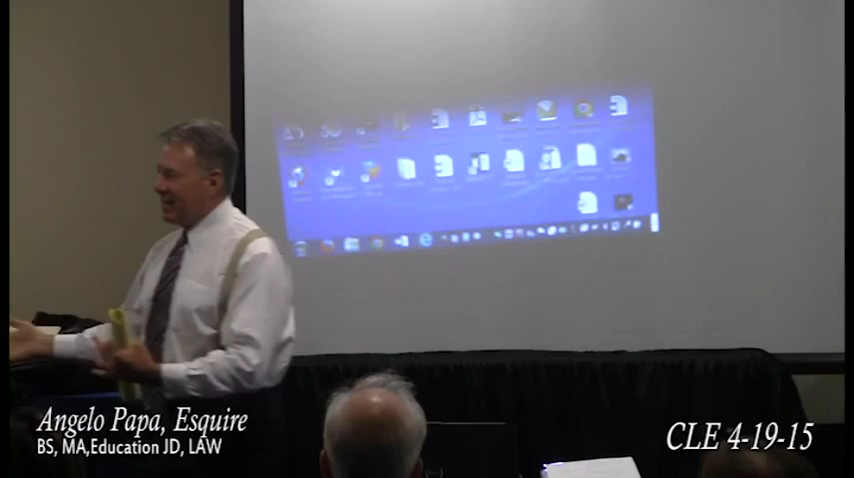 Angelo Papa, Esquire
BS, MA,Education JD, LAW
CLE 4-19-15